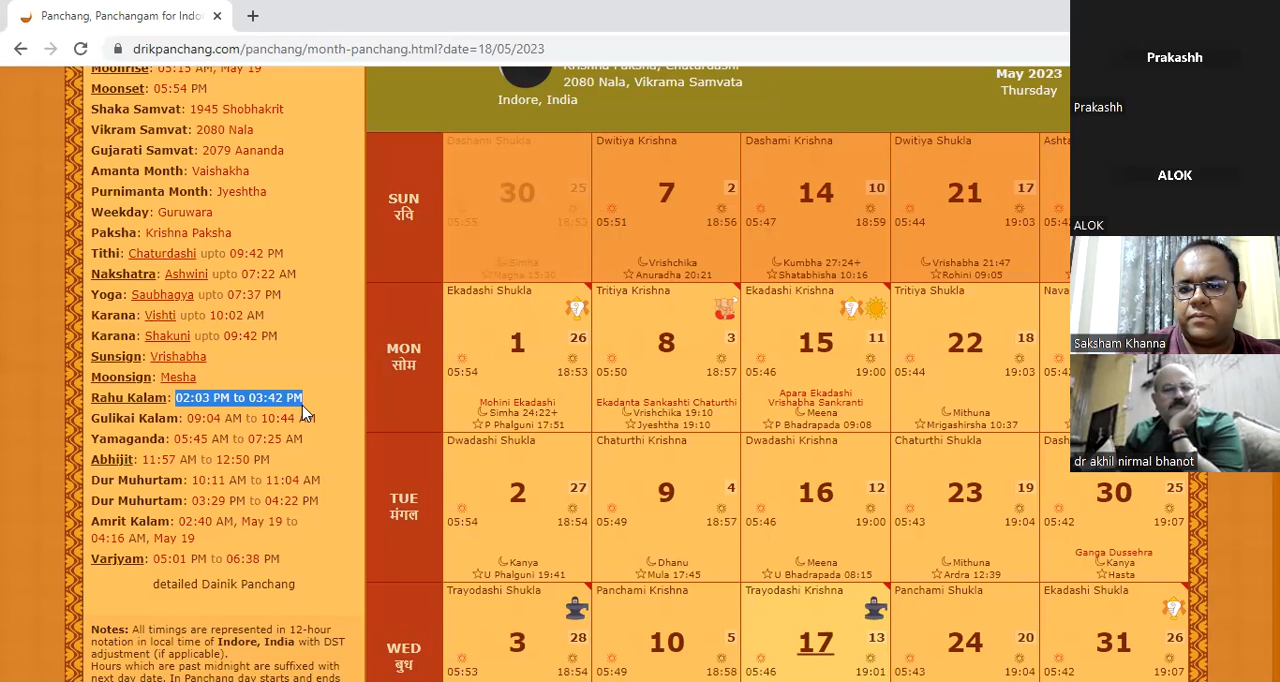 Panchang, Panchangam for Indo
drikpanchang.com/panchang/month-panchang.html?date=18/05/2023
Moonrise: 05:15 AM, May 19
Moonset: 05:54 PM
Shaka Samvat: 1945 Shobhakrit
Vikram Samvat: 2080 Nala
Gujarati Samvat: 2079 Aananda
Amanta Month: Vaishakha
Purnimanta Month: Jyeshtha
Weekday: Guruwara
Paksha: Krishna Paksha
Tithi: Chaturdashi upto 09:42 PM
Nakshatra: Ashwini upto 07:22 AM
Yoga: Saubhagya upto 07:37 PM
Karana: Vishti upto 10:02 AM
Karana: Shakuni upto 09:42 PM
Sunsign: Vrishabha
Moonsign: Mesha
Rahu Kalam: 02:03 PM to 03:42 PM
Gulikai Kalam: 09:04 AM to 10:44 AM
Yamaganda: 05:45 AM to 07:25 AM
Abhijit: 11:57 AM to 12:50 PM
Dur Muhurtam: 10:11 AM to 11:04 AM
Dur Muhurtam: 03:29 PM to 04:22 PM
Amrit Kalam: 02:40 AM, May 19 to
04:16 AM, May 19
Varjyam: 05:01 PM to 06:38 PM
detailed Dainik Panchang
Notes: All timings are represented in 12-hour
notation in local time of Indore, India with DST
adjustment (if applicable).
Hours which are past midnight are suffixed with
next day date. In Panchang day starts and ends
Krishna Paksha, Chaturdashi
2080 Nala, Vikrama Samvata
Indore, India
May 2023
Thursday
SUN
रवि
Dashami Shukla
30 25
05:55 18:53
Simha
Magha 15:30
Dwitiya Krishna
7 2
05:51 18:56
Vrishchika
Anuradha 20:21
Dashami Krishna
14 10
05:47 18:59
Kumbha 27:24+
Shatabhisha 10:16
Dwitiya Shukla
21 17
05:44 19:03
Vrishabha 21:47
Rohini 09:05
MON
सोम
Ekadashi Shukla
1 26
05:54 18:53
Mohini Ekadashi
Simha 24:22+
P Phalguni 17:51
Tritiya Krishna
8 3
05:50 18:57
Ekadanta Sankashti Chaturthi
Vrishchika 19:10
Jyeshtha 19:10
Ekadashi Krishna
15 11
05:46 19:00
Apara Ekadashi
Vrishabha Sankranti
Meena
P Bhadrapada 09:08
Tritiya Shukla
22 18
05:44 19:03
Mithuna
Mrigashirsha 10:37
TUE
मंगल
Dwadashi Shukla
2 27
05:54 18:54
Kanya
U Phalguni 19:41
Chaturthi Krishna
9 4
05:49 18:57
Dhanu
Mula 17:45
Dwadashi Krishna
16 12
05:46 19:00
Meena
U Bhadrapada 08:15
Chaturthi Shukla
23 19
05:43 19:04
Mithuna
Ardra 12:39
30 25
05:42 19:07
Ganga Dussehra
Kanya
Hasta
WED
बुध
Trayodashi Shukla
3 28
05:53 18:54
Panchami Krishna
10 5
05:49 18:58
Trayodashi Krishna
17 13
05:46 19:01
Panchami Shukla
24 20
05:43 19:04
Ekadashi Shukla
31 26
05:42 19:07
Prakashh
Prakashh
ALOK
ALOK
Saksham Khanna
dr akhil nirmal bhanot